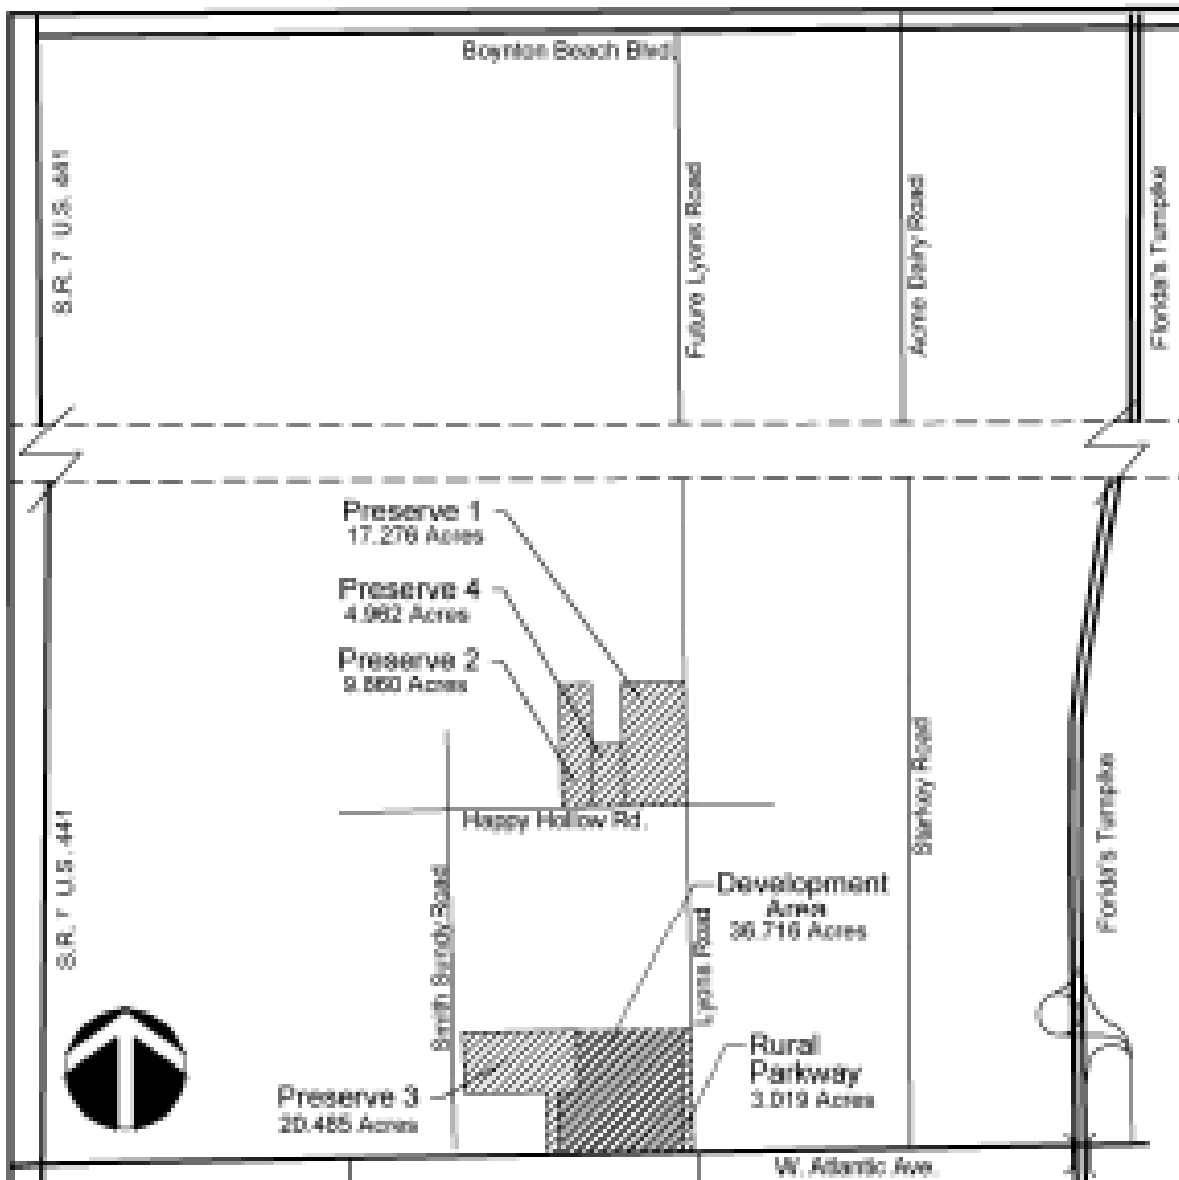 Boynton Beach Blvd.
S.R. 7 U.S. 441
Future Lyons Road
Acme Dairy Road
Florida's Turnpike
Preserve 1
17.276 Acres
Preserve 4
4.962 Acres
Preserve 2
9.860 Acres
Happy Hollow Rd.
Starkey Road
Florida's Turnpike
S.R. 7 U.S. 441
Smith Sundy Road
Lyons Road
Development
Area
36.716 Acres
Rural
Parkway
3.019 Acres
Preserve 3
20.485 Acres
W. Atlantic Ave.